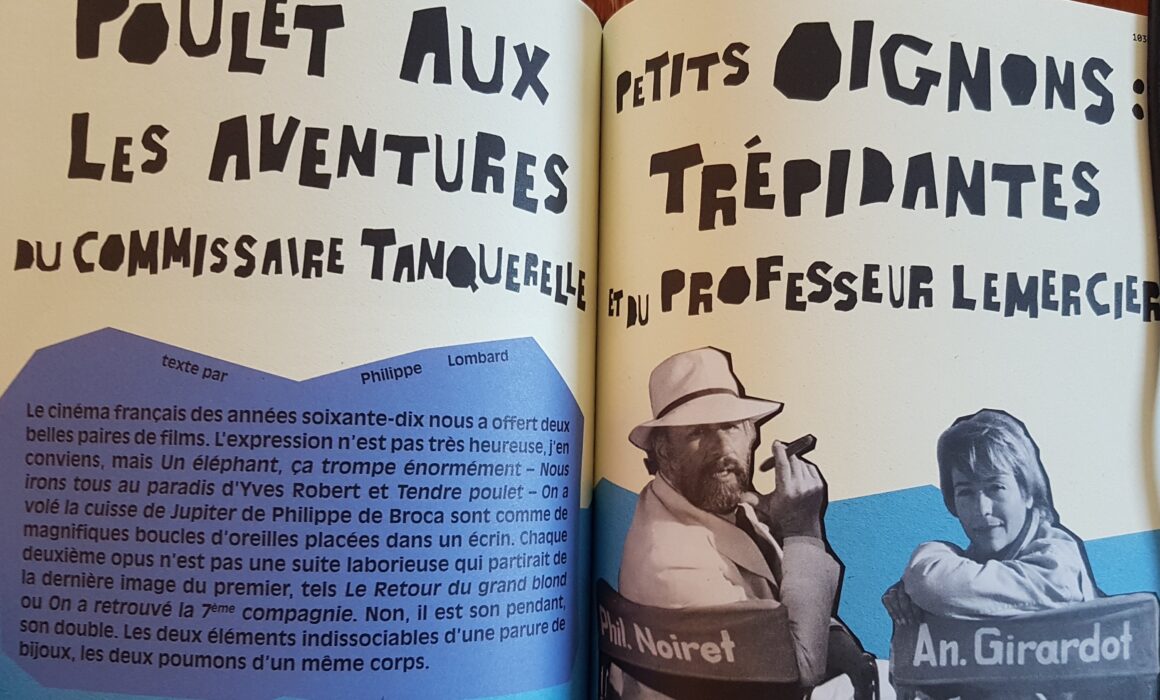 POULET AUX PETITS OIGNONS :
LES AVENTURES TRÉPIDANTES
DU COMMISSAIRE TANQUERELLE ET DU PROFESSEUR LEMERCIER
103
texte par Philippe Lombard
Le cinéma français des années soixante-dix nous a offert deux
belles paires de films. L'expression n'est pas très heureuse, j'en
conviens, mais Un éléphant, ça trompe énormément – Nous
irons tous au paradis d'Yves Robert et Tendre poulet – On a
volé la cuisse de Jupiter de Philippe de Broca sont comme de
magnifiques boucles d'oreilles placées dans un écrin. Chaque
deuxième opus n'est pas une suite laborieuse qui partirait de
la dernière image du premier, tels Le Retour du grand blond
ou On a retrouvé la 7ème compagnie. Non, il est son pendant,
son double. Les deux éléments indissociables d'une parure de
bijoux, les deux poumons d'un même corps.
Phil. Noiret
An. Girardot